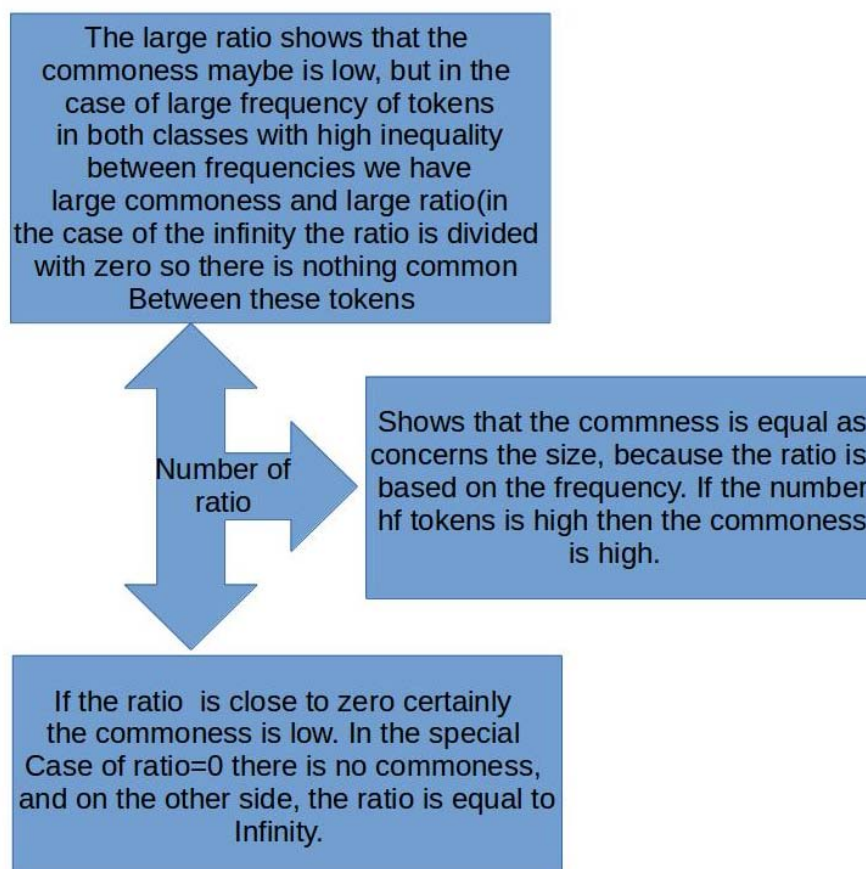 The large ratio shows that the
commoness maybe is low, but in the
case of large frequency of tokens
in both classes with high inequality
between frequencies we have
large commoness and large ratio(in
the case of the infinity the ratio is divided
with zero so there is nothing common
Between these tokens
Number of
ratio
Shows that the commness is equal as
concerns the size, because the ratio is
based on the frequency. If the number
hf tokens is high then the commoness
is high.
If the ratio is close to zero certainly
the commoness is low. In the special
Case of ratio=0 there is no commoness,
and on the other side, the ratio is equal to
Infinity.